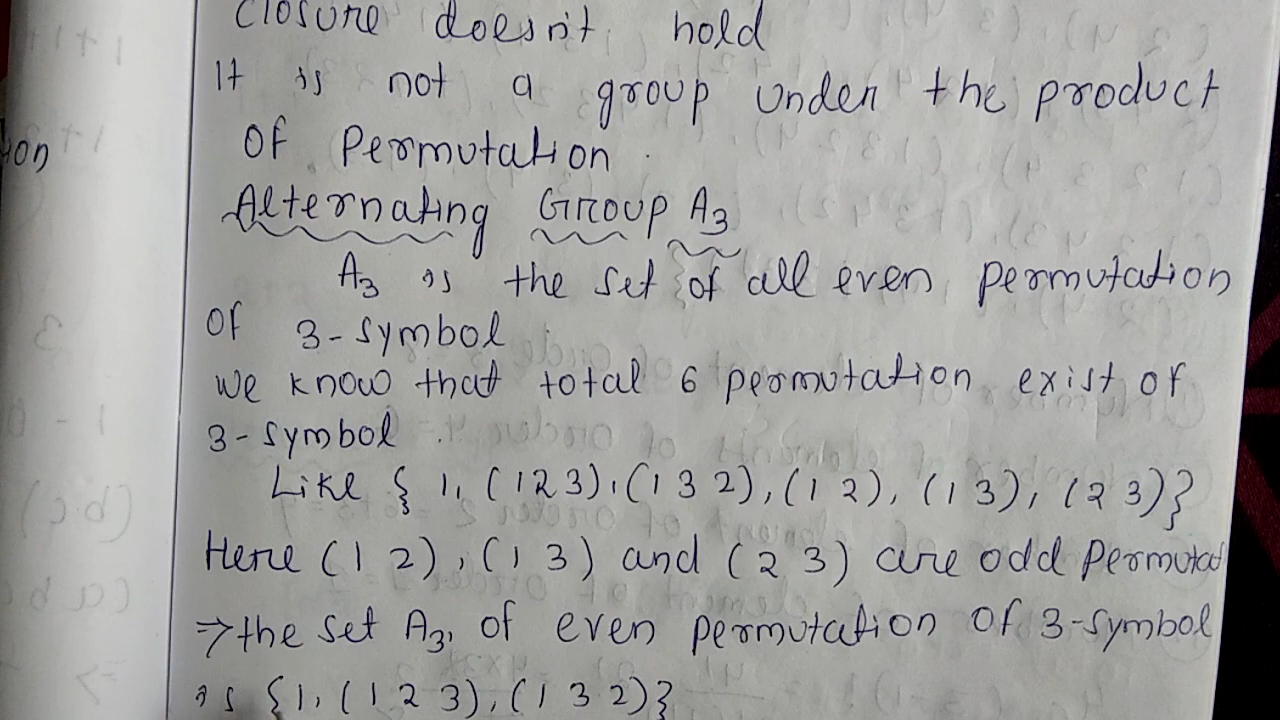 Closure doesn't hold
It is not a group under the product
of permutation.
Alternating Group A3
A3 is the set of all even permutation
of 3-symbol
we know that total 6 permutation exist of
3-symbol.
Like { 1, (1 2 3), (1 3 2), (1 2), (1 3), (2 3)}
Here (1 2), (1 3) and (2 3) are odd permutat
⇒ the set A3, of even permutation of 3-symbol
is {1, (1 2 3), (1 3 2)}